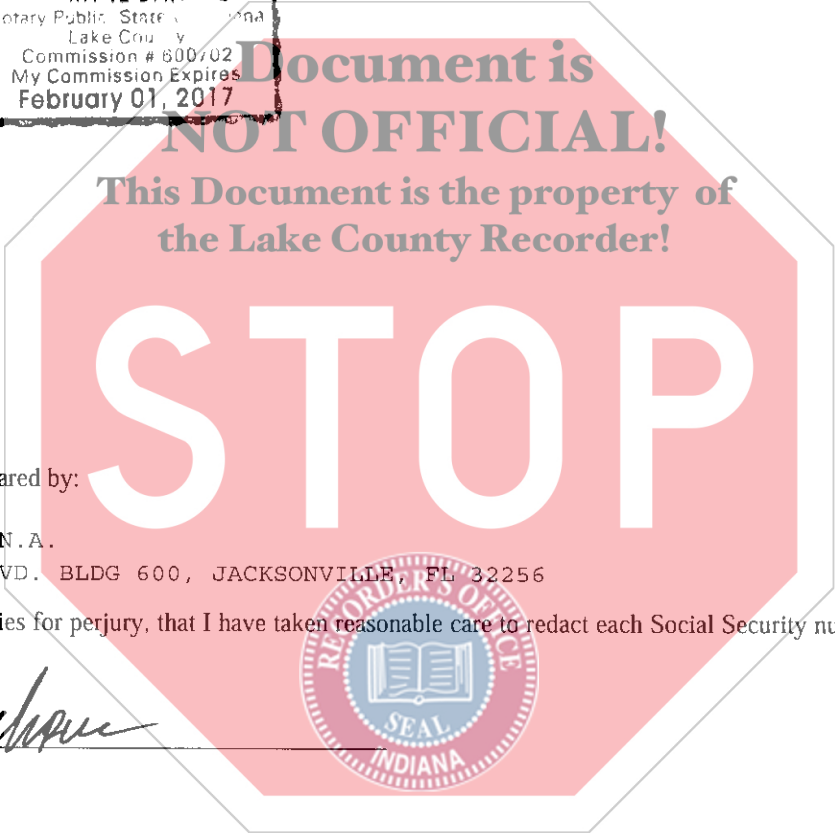 otary Public, State
Lake Cou y
Commission # 600702
My Commission Expires
February 01, 2017
Document is
NOT OFFICIAL!
This Document is the property of
the Lake County Recorder!
STOP
ared by:
N.A.
VD. BLDG 600, JACKSONVILLE, FL 32256
ies for perjury, that I have taken reasonable care to redact each Social Security nu
RECORDER'S OFFICE
SEAL
INDIANA